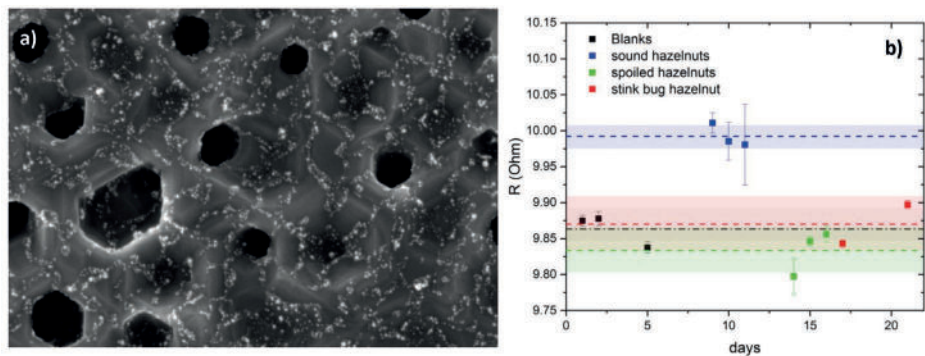 a)
b)
Blanks
sound hazelnuts
spoiled hazelnuts
stink bug hazelnut
10.15
10.10
10.05
10.00
9.95
9.90
9.85
9.80
9.75
R (Ohm)
0
5
10
15
20
days